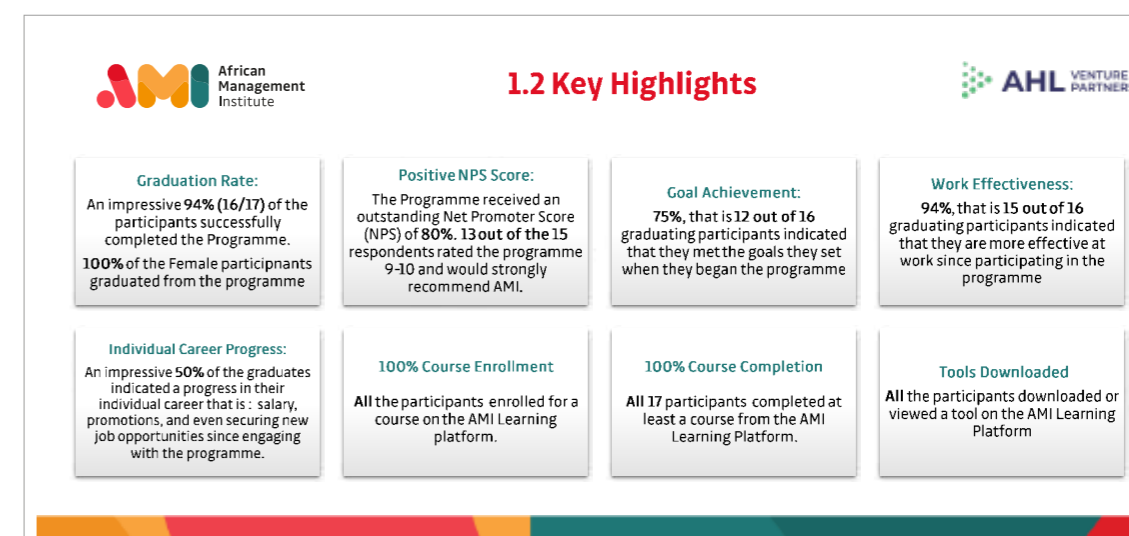 African
Management
Institute
1.2 Key Highlights
AHL VENTURE
PARTNER
Graduation Rate:
An impressive 94% (16/17) of the
participants successfully
completed the Programme.
100% of the Female participnants
graduated from the programme
Positive NPS Score:
The Programme received an
outstanding Net Promoter Score
(NPS) of 80%. 13 out of the 15
respondents rated the programme
9-10 and would strongly
recommend AMI.
Goal Achievement:
75%, that is 12 out of 16
graduating participants indicated
that they met the goals they set
when they began the programme
Work Effectiveness:
94%, that is 15 out of 16
graduating participants indicated
that they are more effective at
work since participating in the
programme
Individual Career Progress:
An impressive 50% of the graduates
indicated a progress in their
individual career that is : salary,
promotions, and even securing new
job opportunities since engaging
with the programme.
100% Course Enrollment
All the participants enrolled for a
course on the AMI Learning
platform.
100% Course Completion
All 17 participants completed at
least a course from the AMI
Learning Platform.
Tools Downloaded
All the participants downloaded or
viewed a tool on the AMI Learning
Platform